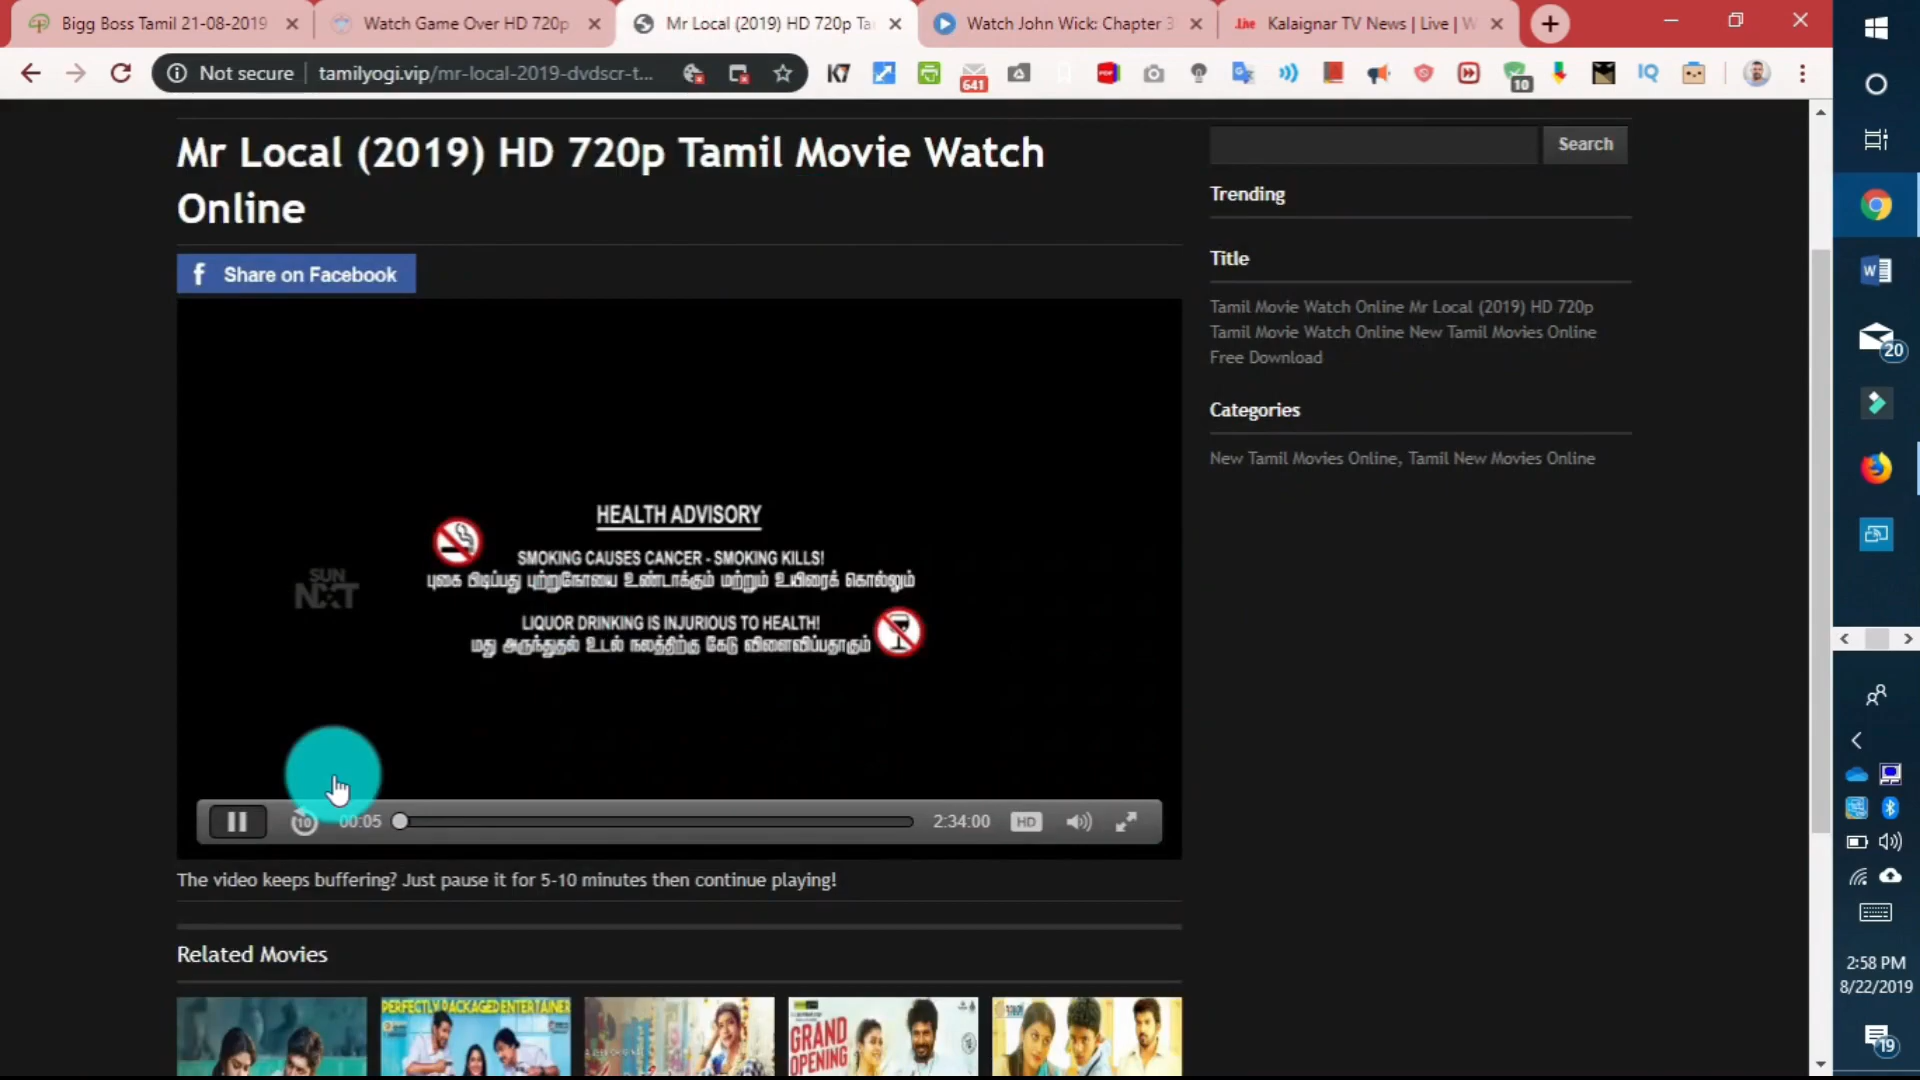 Bigg Boss Tamil 21-08-2019
Watch Game Over HD 720p
Mr Local (2019) HD 720p Ta
Watch John Wick: Chapter 3
Live Kalaignar TV News | Live | W
Not secure tamilyogi.vip/mr-local-2019-dvdscr-t...
K7
641
PDF
10
IQ
Mr Local (2019) HD 720p Tamil Movie Watch
Online
Search
Trending
f Share on Facebook
Title
Tamil Movie Watch Online Mr Local (2019) HD 720p
Tamil Movie Watch Online New Tamil Movies Online
Free Download
Categories
New Tamil Movies Online, Tamil New Movies Online
HEALTH ADVISORY
SMOKING CAUSES CANCER - SMOKING KILLS!
புகை பிடிப்பது புற்றுநோயை உண்டாக்கும் மற்றும் உயிரைக் கொல்லும்
SUN
NXT
LIQUOR DRINKING IS INJURIOUS TO HEALTH!
மது அருந்துதல் உடல் நலத்திற்கு கேடு விளைவிப்பதாகும்
10 00:05 2:34:00 HD
The video keeps buffering? Just pause it for 5-10 minutes then continue playing!
Related Movies
PERFECTLY PACKAGED ENTERTAINER
GRAND
OPENING
W
20
2:58 PM
8/22/2019
19